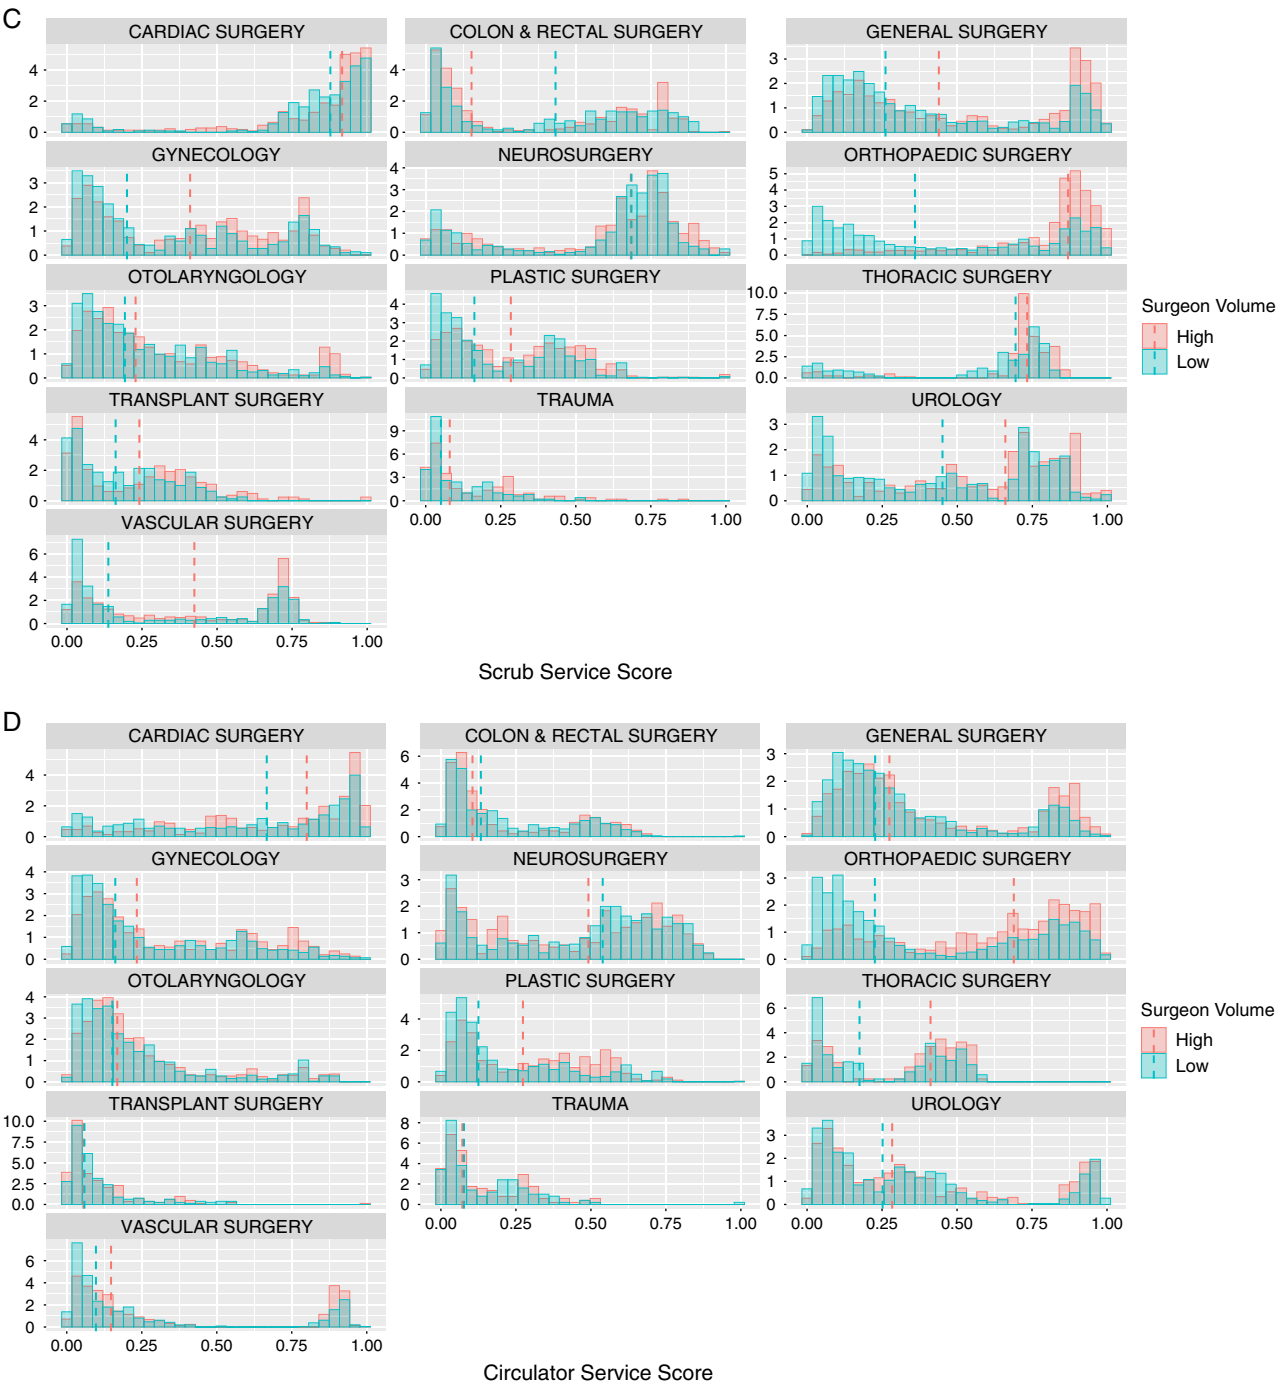 C
CARDIAC SURGERY COLON & RECTAL SURGERY GENERAL SURGERY
4 2 0 4 2 0 3 2 1 0
GYNECOLOGY NEUROSURGERY ORTHOPAEDIC SURGERY
3 2 1 0 4 3 2 1 0 5 4 3 2 1 0
OTOLARYNGOLOGY PLASTIC SURGERY THORACIC SURGERY
3 2 1 0 4 3 2 1 0 10.0 7.5 5.0 2.5 0.0
Surgeon Volume
High
Low
TRANSPLANT SURGERY TRAUMA UROLOGY
4 2 0 9 6 3 0 3 2 1 0
0.00 0.25 0.50 0.75 1.00 0.00 0.25 0.50 0.75 1.00
VASCULAR SURGERY
6 4 2 0
0.00 0.25 0.50 0.75 1.00
Scrub Service Score
D
CARDIAC SURGERY COLON & RECTAL SURGERY GENERAL SURGERY
4 2 0 6 4 2 0 3 2 1 0
GYNECOLOGY NEUROSURGERY ORTHOPAEDIC SURGERY
4 3 2 1 0 3 2 1 0 3 2 1 0
OTOLARYNGOLOGY PLASTIC SURGERY THORACIC SURGERY
4 3 2 1 0 4 2 0 6 4 2 0
Surgeon Volume
High
Low
TRANSPLANT SURGERY TRAUMA UROLOGY
10.0 7.5 5.0 2.5 0.0 8 6 4 2 0 3 2 1 0
0.00 0.25 0.50 0.75 1.00 0.00 0.25 0.50 0.75 1.00
VASCULAR SURGERY
6 4 2 0
0.00 0.25 0.50 0.75 1.00
Circulator Service Score